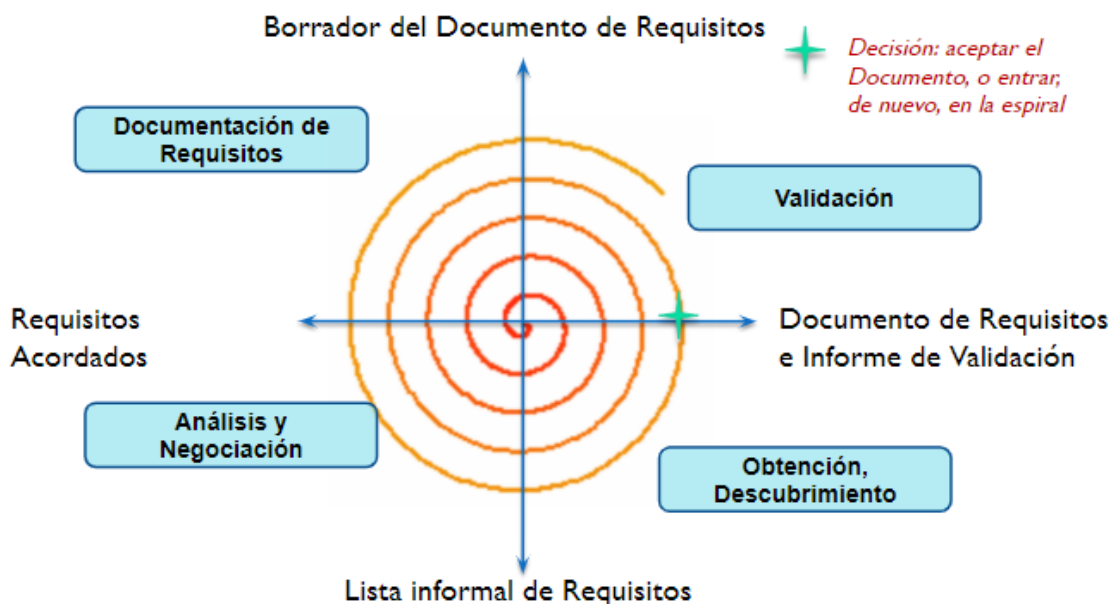 Borrador del Documento de Requisitos
Decisión: aceptar el
Documento, o entrar,
de nuevo, en la espiral
Documentación de
Requisitos
Validación
Requisitos
Acordados
Documento de Requisitos
e Informe de Validación
Análisis y
Negociación
Obtención,
Descubrimiento
Lista informal de Requisitos